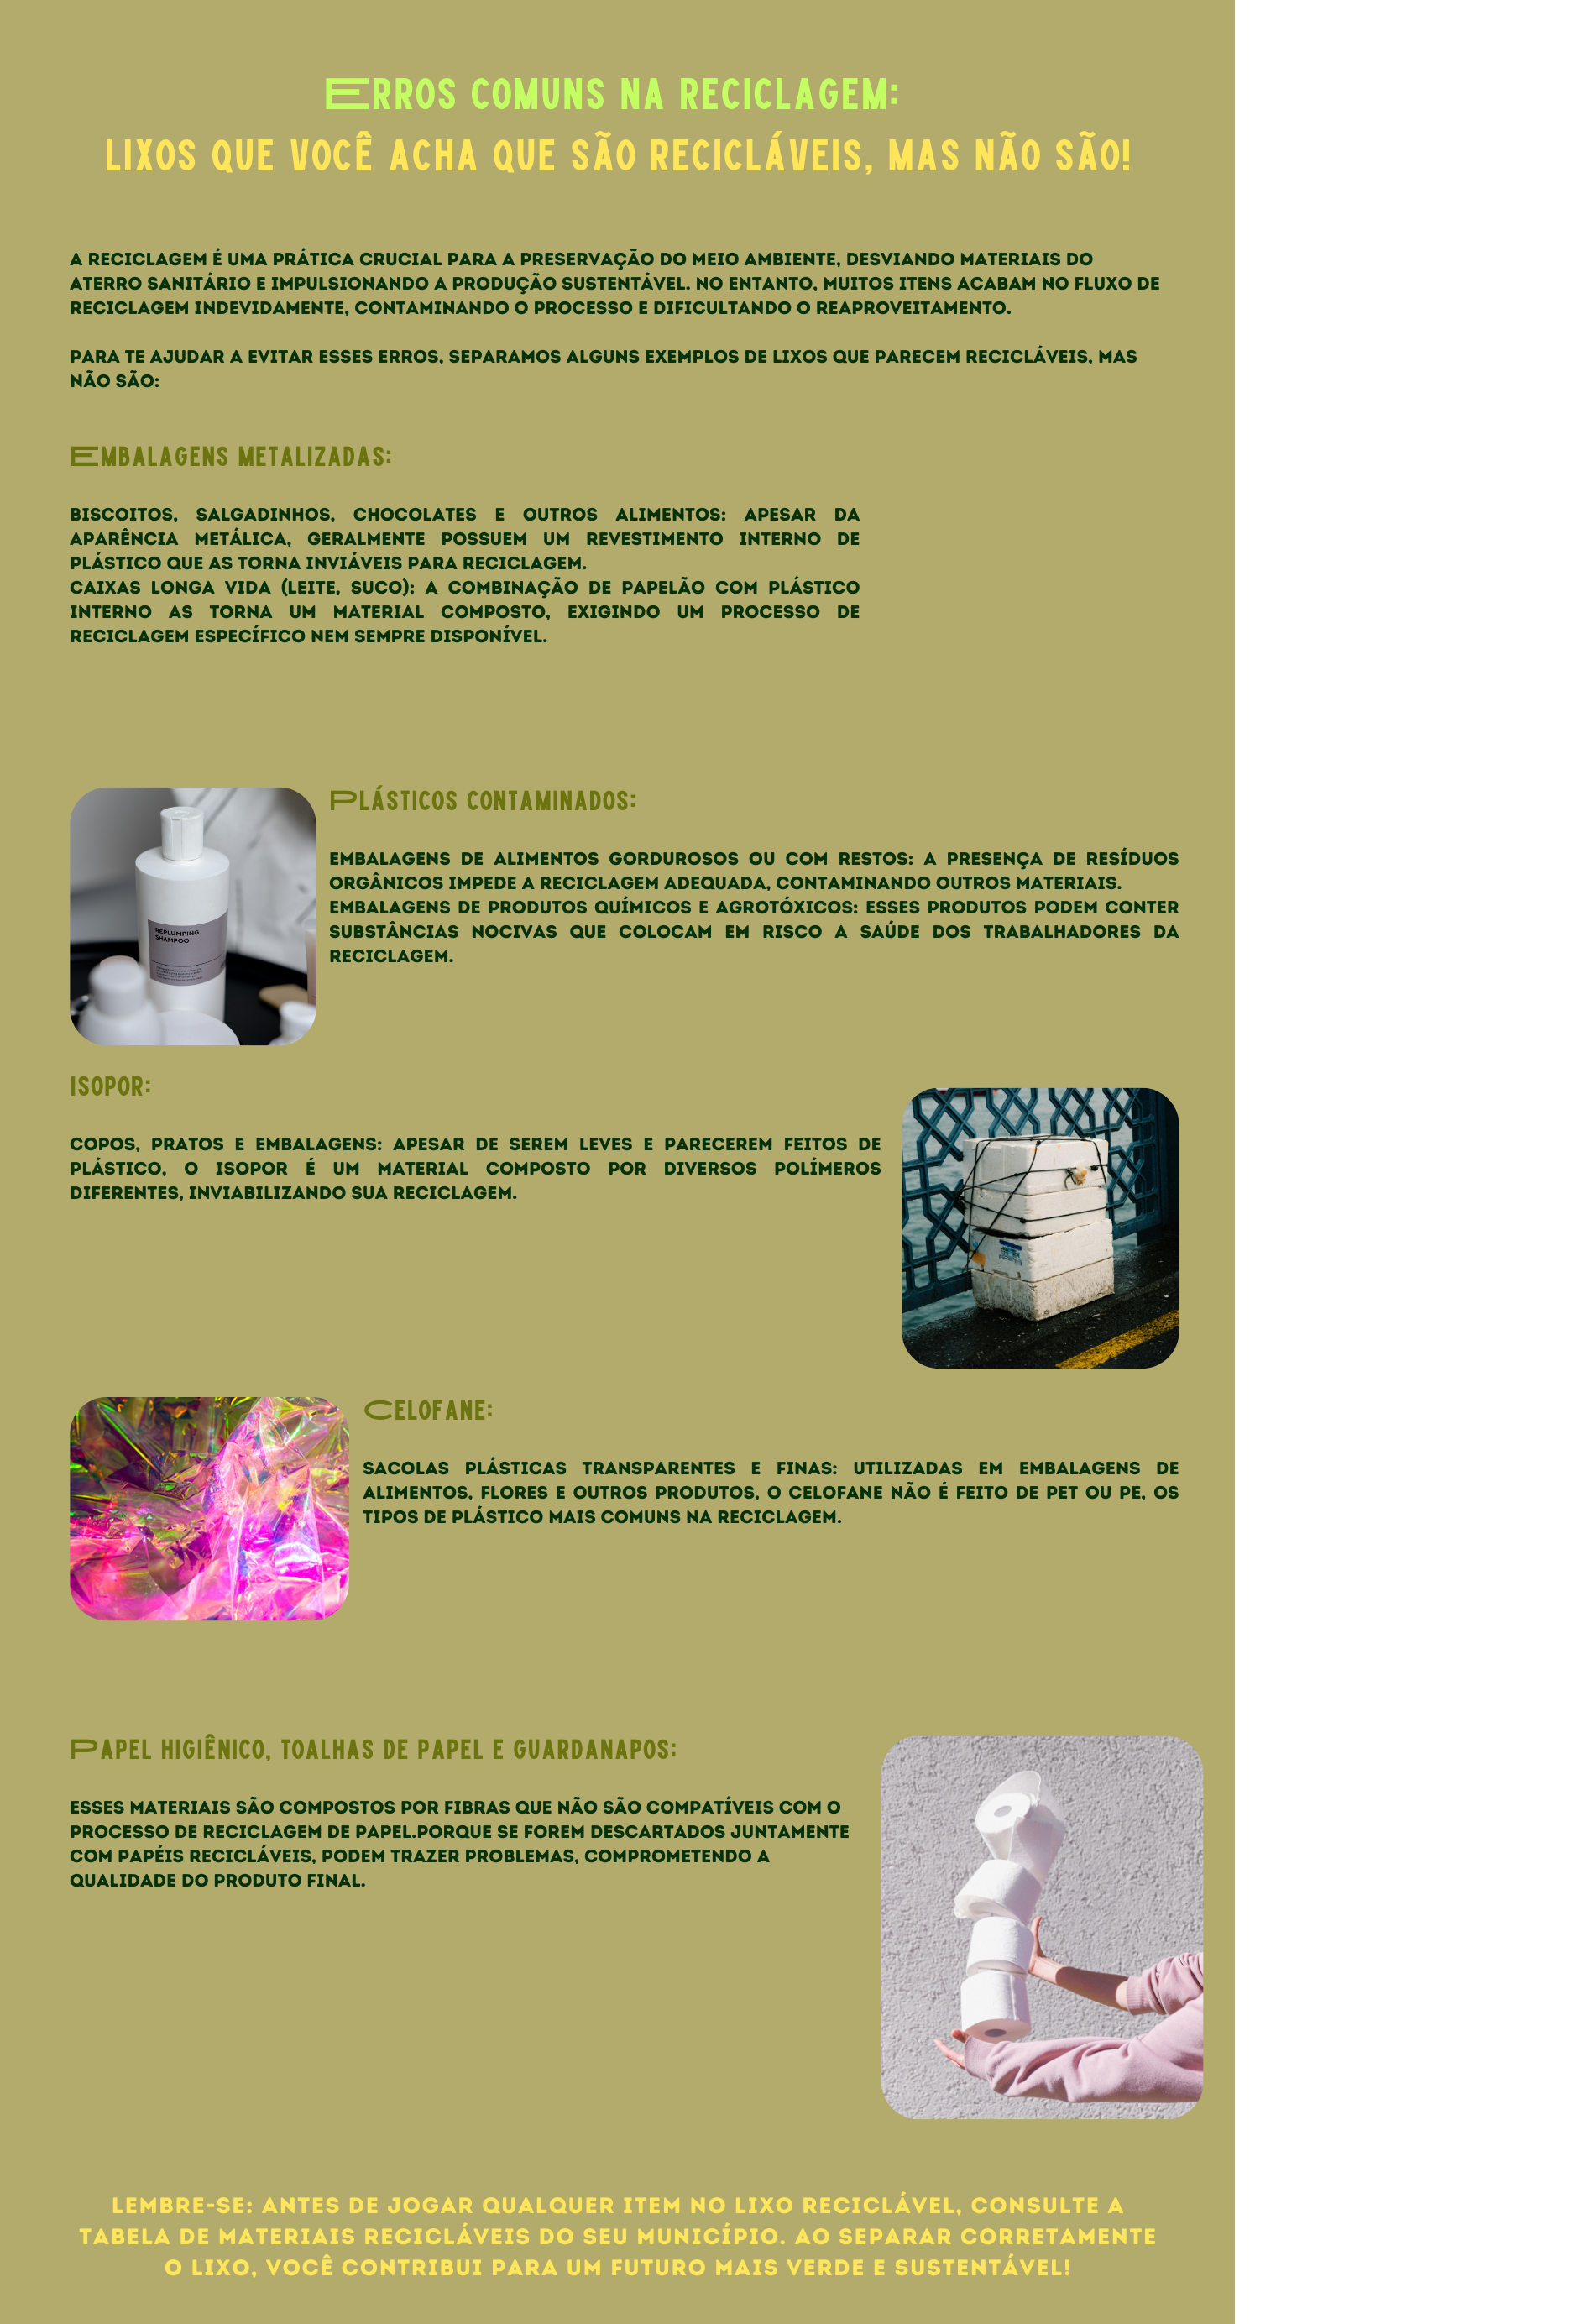 Erros comuns na reciclagem:
lixos que você acha que são recicláveis, mas não são!
A RECICLAGEM É UMA PRÁTICA CRUCIAL PARA A PRESERVAÇÃO DO MEIO AMBIENTE, DESVIANDO MATERIAIS DO
ATERRO SANITÁRIO E IMPULSIONANDO A PRODUÇÃO SUSTENTÁVEL. NO ENTANTO, MUITOS ITENS ACABAM NO FLUXO DE
RECICLAGEM INDEVIDAMENTE, CONTAMINANDO O PROCESSO E DIFICULTANDO O REAPROVEITAMENTO.
PARA TE AJUDAR A EVITAR ESSES ERROS, SEPARAMOS ALGUNS EXEMPLOS DE LIXOS QUE PARECEM RECICLÁVEIS, MAS
NÃO SÃO:
Embalagens metalizadas:
BISCOITOS, SALGADINHOS, CHOCOLATES E OUTROS ALIMENTOS: APESAR DA
APARÊNCIA METÁLICA, GERALMENTE POSSUEM UM REVESTIMENTO INTERNO DE
PLÁSTICO QUE AS TORNA INVIÁVEIS PARA RECICLAGEM.
CAIXAS LONGA VIDA (LEITE, SUCO): A COMBINAÇÃO DE PAPELÃO COM PLÁSTICO
INTERNO AS TORNA UM MATERIAL COMPOSTO, EXIGINDO UM PROCESSO DE
RECICLAGEM ESPECÍFICO NEM SEMPRE DISPONÍVEL.
Plásticos contaminados:
EMBALAGENS DE ALIMENTOS GORDUROSOS OU COM RESTOS: A PRESENÇA DE RESÍDUOS
ORGÂNICOS IMPEDE A RECICLAGEM ADEQUADA, CONTAMINANDO OUTROS MATERIAIS.
EMBALAGENS DE PRODUTOS QUÍMICOS E AGROTÓXICOS: ESSES PRODUTOS PODEM CONTER
SUBSTÂNCIAS NOCIVAS QUE COLOCAM EM RISCO A SAÚDE DOS TRABALHADORES DA
RECICLAGEM.
REPLUMPING
SHAMPOO
ISOPOR:
COPOS, PRATOS E EMBALAGENS: APESAR DE SEREM LEVES E PARECEREM FEITOS DE
PLÁSTICO, O ISOPOR É UM MATERIAL COMPOSTO POR DIVERSOS POLÍMEROS
DIFERENTES, INVIABILIZANDO SUA RECICLAGEM.
Celofane:
SACOLAS PLÁSTICAS TRANSPARENTES E FINAS: UTILIZADAS EM EMBALAGENS DE
ALIMENTOS, FLORES E OUTROS PRODUTOS, O CELOFANE NÃO É FEITO DE PET OU PE, OS
TIPOS DE PLÁSTICO MAIS COMUNS NA RECICLAGEM.
Papel higiênico, toalhas de papel e guardanapos:
ESSES MATERIAIS SÃO COMPOSTOS POR FIBRAS QUE NÃO SÃO COMPATÍVEIS COM O
PROCESSO DE RECICLAGEM DE PAPEL.PORQUE SE FOREM DESCARTADOS JUNTAMENTE
COM PAPÉIS RECICLÁVEIS, PODEM TRAZER PROBLEMAS, COMPROMETENDO A
QUALIDADE DO PRODUTO FINAL.
LEMBRE-SE: ANTES DE JOGAR QUALQUER ITEM NO LIXO RECICLÁVEL, CONSULTE A
TABELA DE MATERIAIS RECICLÁVEIS DO SEU MUNICÍPIO. AO SEPARAR CORRETAMENTE
O LIXO, VOCÊ CONTRIBUI PARA UM FUTURO MAIS VERDE E SUSTENTÁVEL!